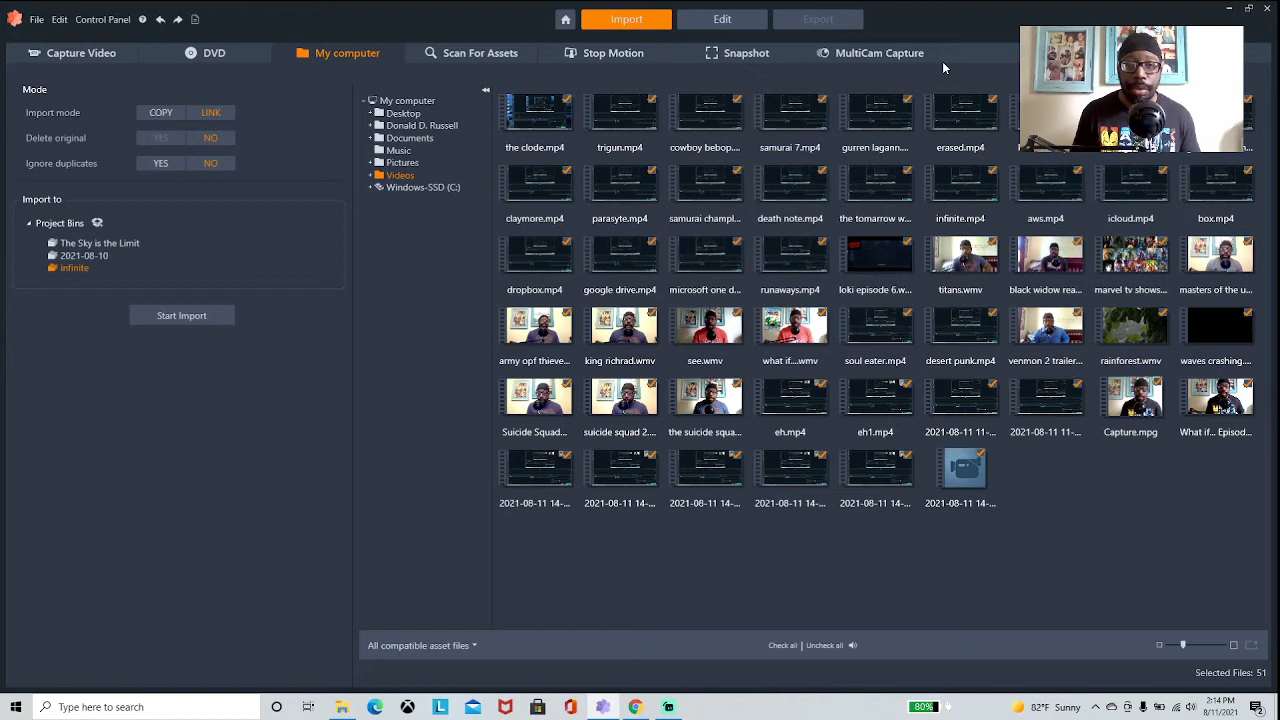 File Edit Control Panel
Import Edit Export
Capture Video DVD My computer Scan For Assets Stop Motion Snapshot MultiCam Capture
Mode
Import mode COPY LINK
Delete original YES NO
Ignore duplicates YES NO
Import to
Project Bins
The Sky is the Limit
2021-08-10
infinite
Start Import
My computer
Desktop
Donald D. Russell
Documents
Music
Pictures
Videos
Windows-SSD (C:)
the clode.mp4 trigun.mp4 cowboy bebop.... samurai 7.mp4 gurren lagann.... erased.mp4
claymore.mp4 parasyte.mp4 samurai champl... death note.mp4 the tomorrow w... infinite.mp4 aws.mp4 icloud.mp4 box.mp4
dropbox.mp4 google drive.mp4 microsoft one d... runaways.mp4 loki episode 6.w... titans.wmv black widow rea... marvel tv shows... masters of the u...
army opf thieve... king richrad.wmv see.wmv what if....wmv soul eater.mp4 desert punk.mp4 venmon 2 trailer... rainforest.wmv waves crashing....
Suicide Squad... suicide squad 2.... the suicide squa... eh.mp4 eh1.mp4 2021-08-11 11-... 2021-08-11 11-... Capture.mpg What if... Episod...
2021-08-11 14-... 2021-08-11 14-... 2021-08-11 14-... 2021-08-11 14-... 2021-08-11 14-... 2021-08-11 14-...
All compatible asset files Check all | Uncheck all
Selected Files: 51
Type here to search 80% 82°F Sunny 2:14 PM
8/11/2021